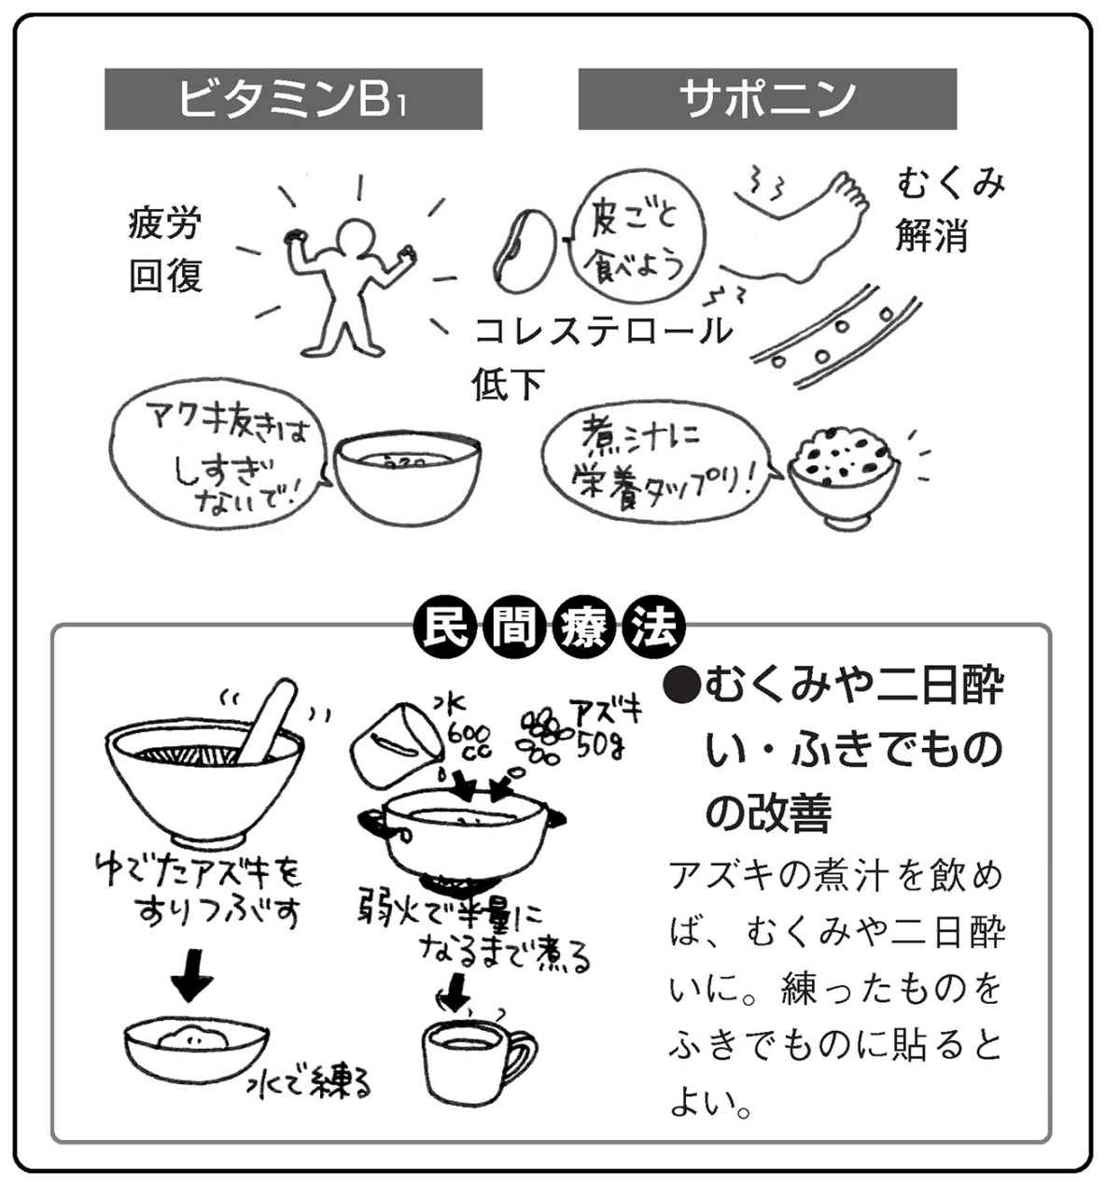 ビタミンB1
サポニン
疲労
回復
皮ごと
食べよう
むくみ
解消
コレステロール
低下
アク抜きは
しすぎ
ないで!
煮汁に
栄養タップリ!
民間療法
水
600
cc
アズキ
50g
ゆでたアズキを
すりつぶす
水で練る
弱火で半量に
なるまで煮る
●むくみや二日酔
い・ふきでもの
の改善
アズキの煮汁を飲め
ば、むくみや二日酔
いに。練ったものを
ふきでものに貼ると
よい。